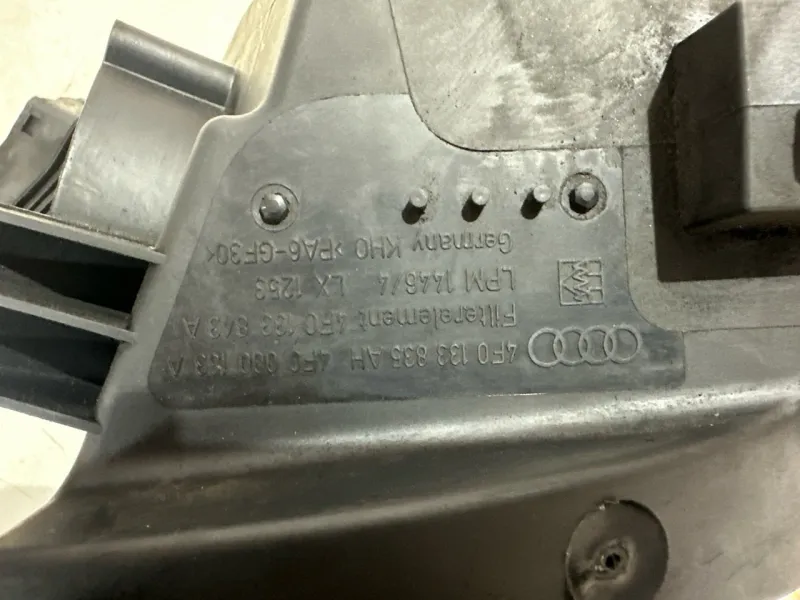 4F0 133 835 AH 4F0 080 183 A
Filterelement 4F0 133 843 A
LPM 1446/4 LX 1253
Germany KHO >PA6-GF30<